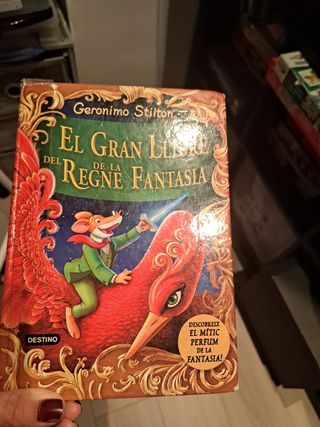 Geronimo Stilton
EL GRAN LLIBRE
DEL DE LA
REGNE FANTASIA
DESCOBREIX
EL MÍTIC
PERFUM
DE LA
FANTASIA!
DESTINO